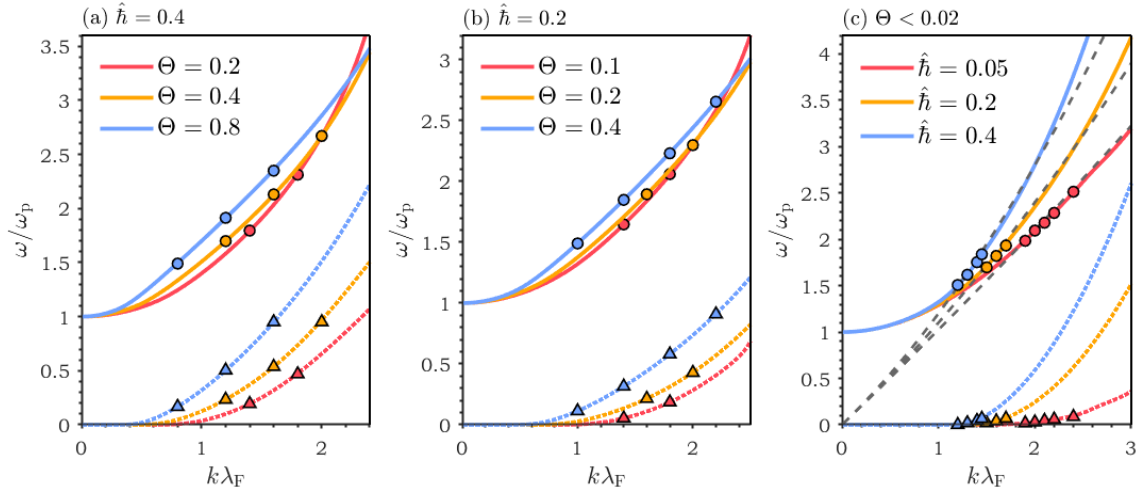 (a) ℏ̂ = 0.4
Θ = 0.2
Θ = 0.4
Θ = 0.8
3.5
3
2.5
2
1.5
1
0.5
0
ω/ωₚ
0 1 2
kλ_F
(b) ℏ̂ = 0.2
Θ = 0.1
Θ = 0.2
Θ = 0.4
3
2.5
2
1.5
1
0.5
0
ω/ωₚ
0 1 2
kλ_F
(c) Θ < 0.02
ℏ̂ = 0.05
ℏ̂ = 0.2
ℏ̂ = 0.4
4
3.5
3
2.5
2
1.5
1
0.5
0
ω/ωₚ
0 1 2 3
kλ_F